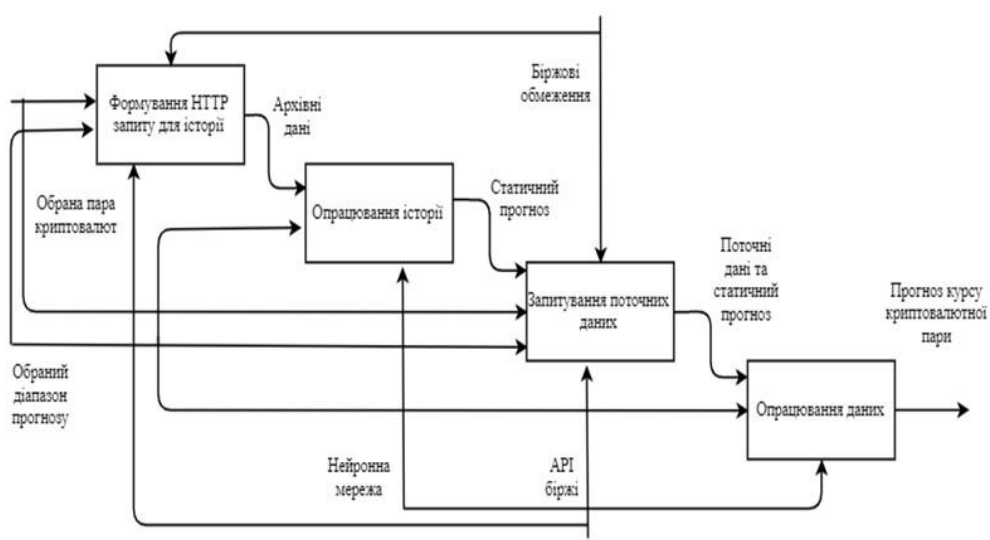 Біржові
обмеження
Формування HTTP
запиту для історії
Архівні
дані
Обрана пара
криптовалют
Опрацювання історії
Статичний
прогноз
Запитування поточних
даних
Поточні
дані та
статичний
прогноз
Прогноз курсу
криптовалютної
пари
Обраний
діапазон
прогнозу
Опрацювання даних
Нейронна
мережа
АРІ
біржі